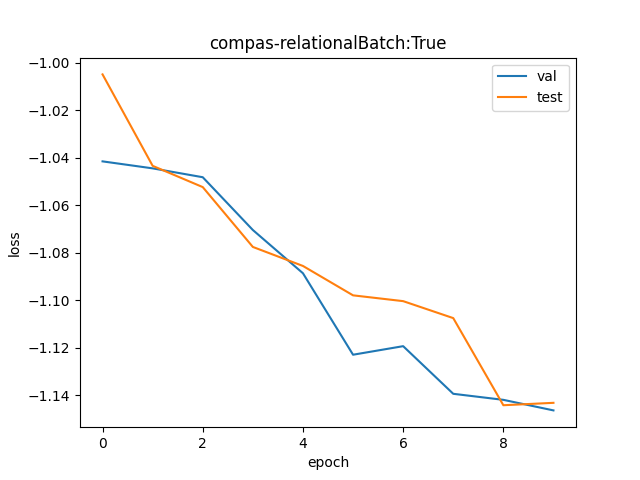 compas-relationalBatch:True
val
test
loss
−1.00
−1.02
−1.04
−1.06
−1.08
−1.10
−1.12
−1.14
0 2 4 6 8
epoch